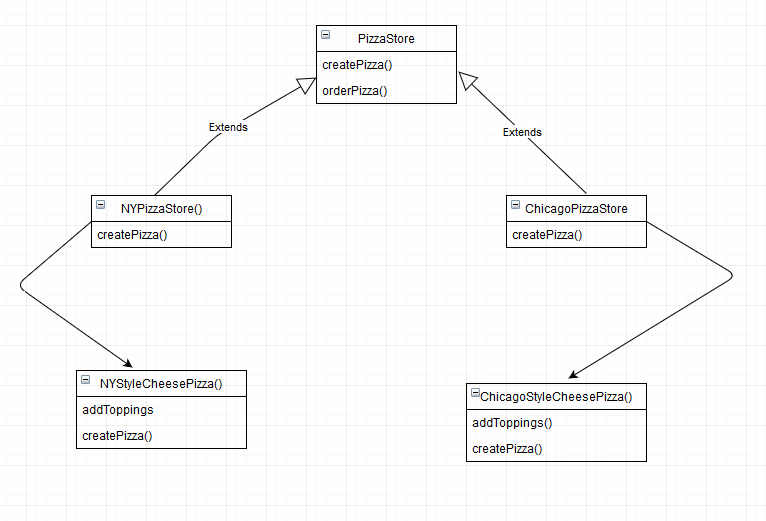 PizzaStore
createPizza()
orderPizza()
Extends
Extends
NYPizzaStore()
createPizza()
ChicagoPizzaStore
createPizza()
NYStyleCheesePizza()
addToppings
createPizza()
ChicagoStyleCheesePizza()
addToppings()
createPizza()